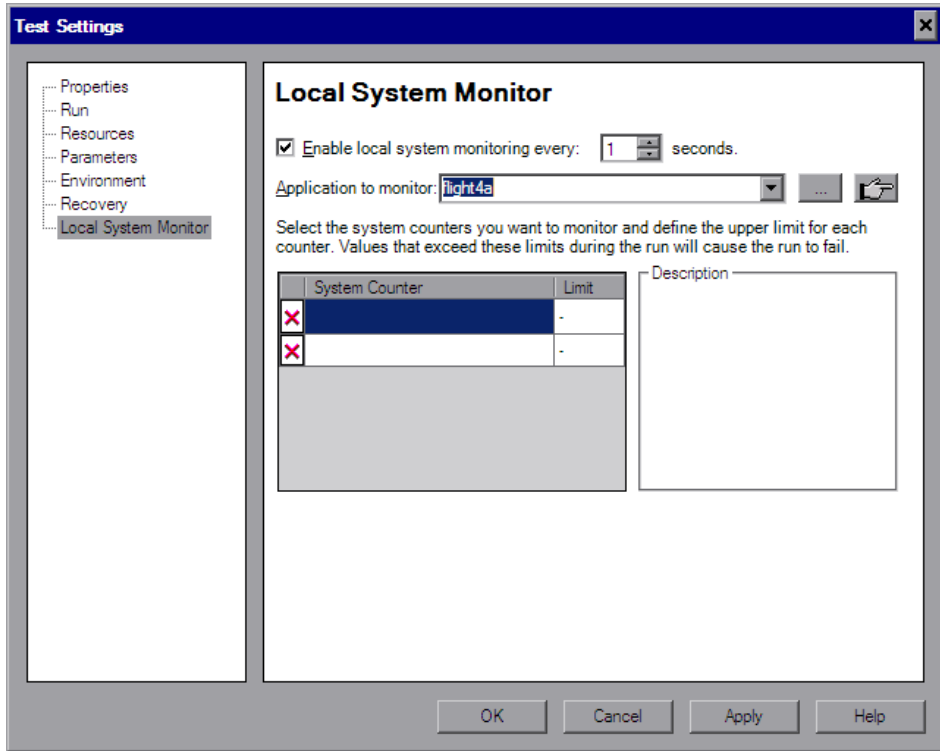 Test Settings
Properties
Run
Resources
Parameters
Environment
Recovery
Local System Monitor
Local System Monitor
Enable local system monitoring every: 1 seconds.
Application to monitor: flight4a ...
Select the system counters you want to monitor and define the upper limit for each
counter. Values that exceed these limits during the run will cause the run to fail.
System Counter Limit
-
-
Description
OK Cancel Apply Help